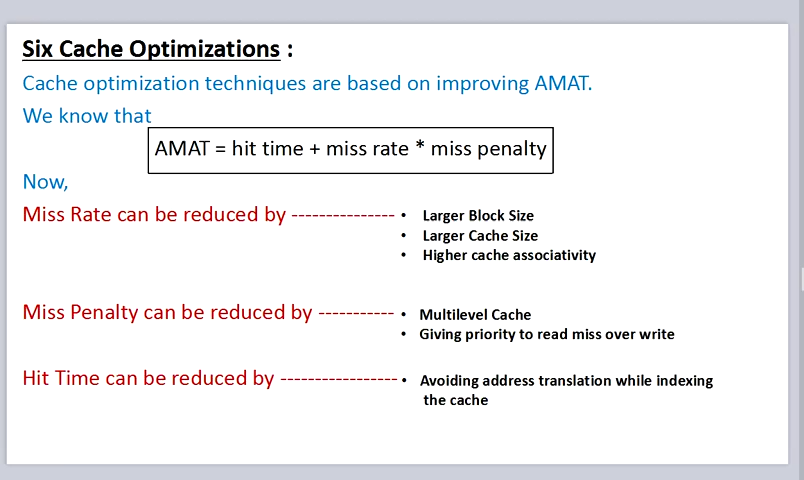 Six Cache Optimizations :
Cache optimization techniques are based on improving AMAT.
We know that
AMAT = hit time + miss rate * miss penalty
Now,
Miss Rate can be reduced by --------------- • Larger Block Size
• Larger Cache Size
• Higher cache associativity
Miss Penalty can be reduced by ----------- • Multilevel Cache
• Giving priority to read miss over write
Hit Time can be reduced by ----------------- • Avoiding address translation while indexing
the cache